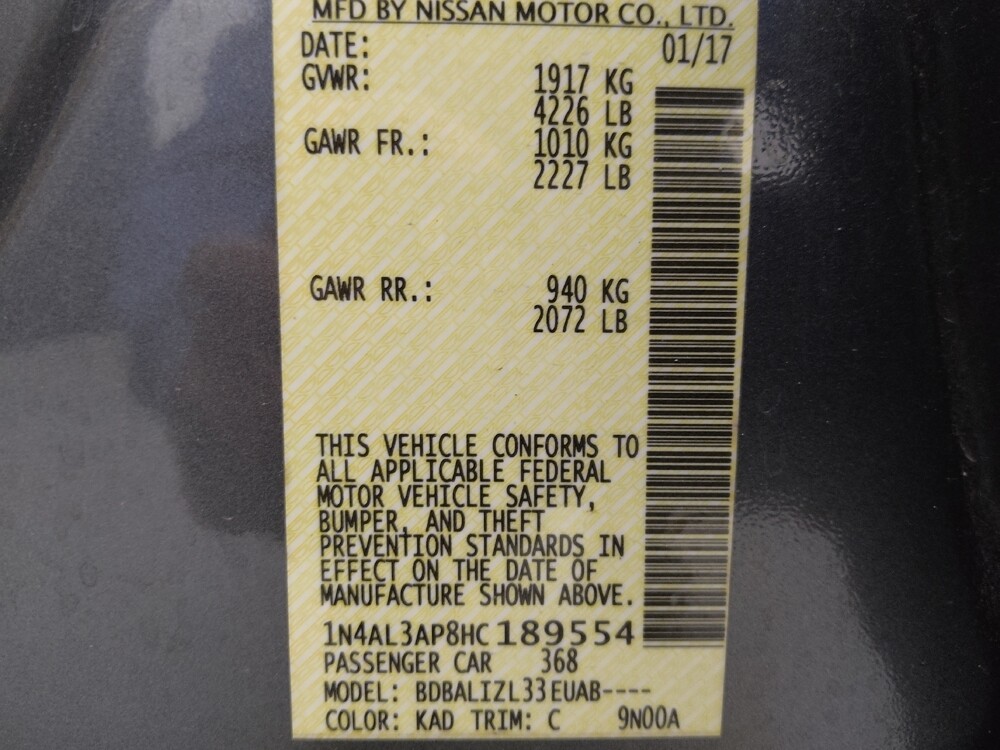 MFD BY NISSAN MOTOR CO., LTD.
DATE: 01/17
GVWR: 1917 KG
4226 LB
GAWR FR.: 1010 KG
2227 LB
GAWR RR.: 940 KG
2072 LB
THIS VEHICLE CONFORMS TO
ALL APPLICABLE FEDERAL
MOTOR VEHICLE SAFETY,
BUMPER, AND THEFT
PREVENTION STANDARDS IN
EFFECT ON THE DATE OF
MANUFACTURE SHOWN ABOVE.
1N4AL3AP8HC189554
PASSENGER CAR 368
MODEL: BDBALIZL33EUAB----
COLOR: KAD TRIM: C 9N00A